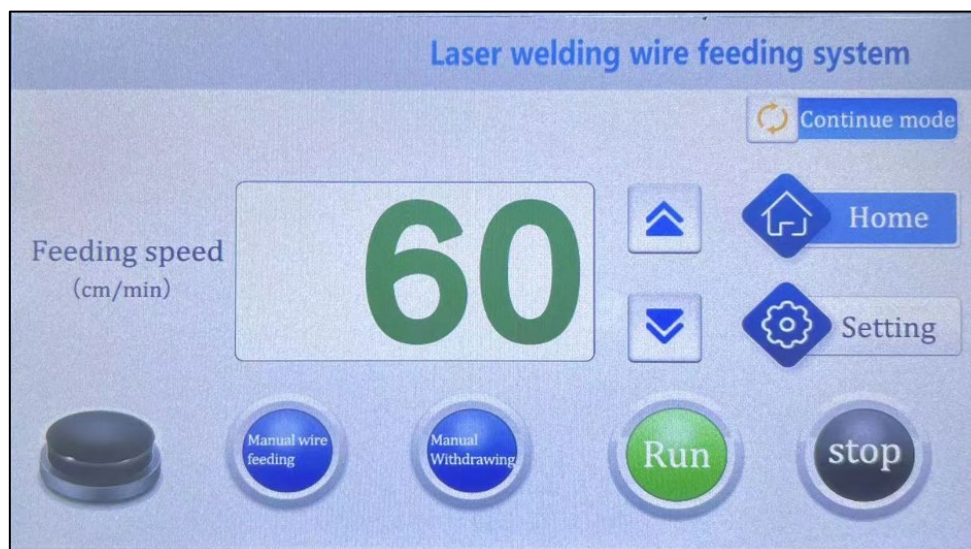 Laser welding wire feeding system
Continue mode
Home
Feeding speed
(cm/min)
60
Setting
Manual wire
feeding
Manual
Withdrawing
Run
stop